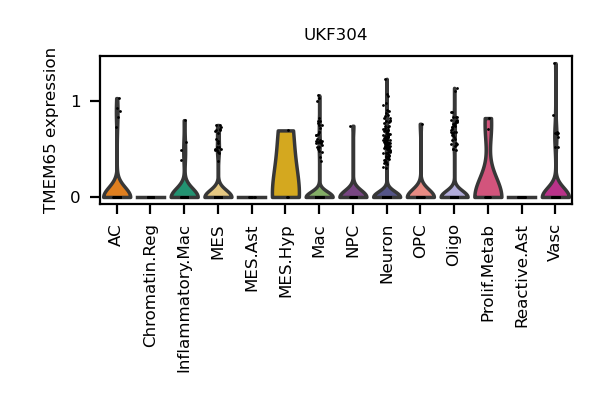 UKF304
TMEM65 expression
1
0
AC
Chromatin.Reg
Inflammatory.Mac
MES
MES.Ast
MES.Hyp
Mac
NPC
Neuron
OPC
Oligo
Prolif.Metab
Reactive.Ast
Vasc